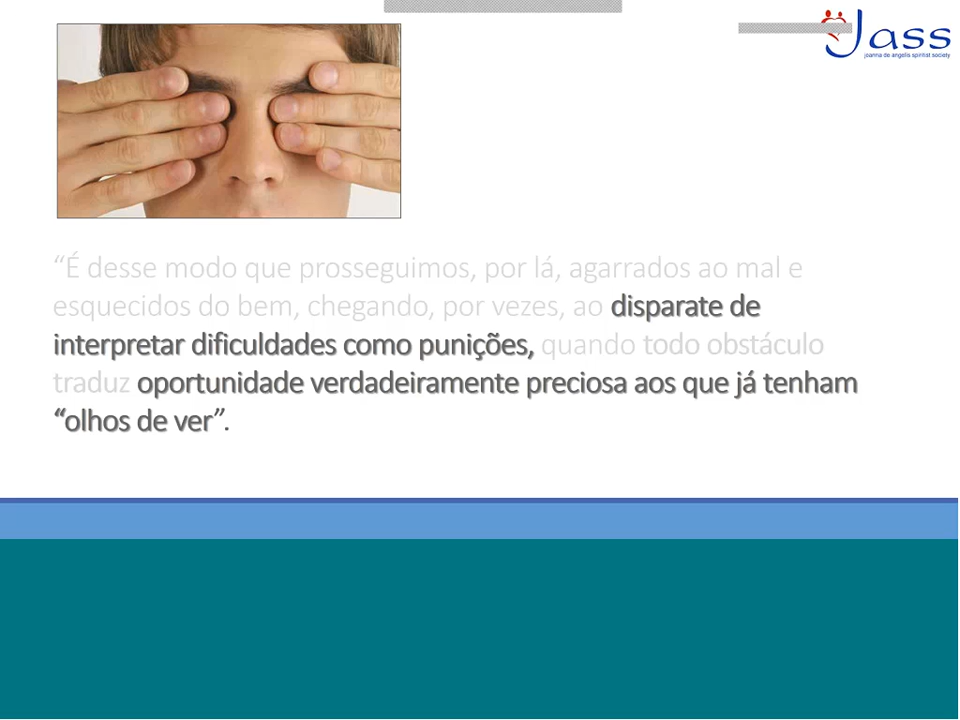 Jass
joanna de angelis spiritist society
“É desse modo que prosseguimos, por lá, agarrados ao mal e
esquecidos do bem, chegando, por vezes, ao disparate de
interpretar dificuldades como punições, quando todo obstáculo
traduz oportunidade verdadeiramente preciosa aos que já tenham
“olhos de ver”.